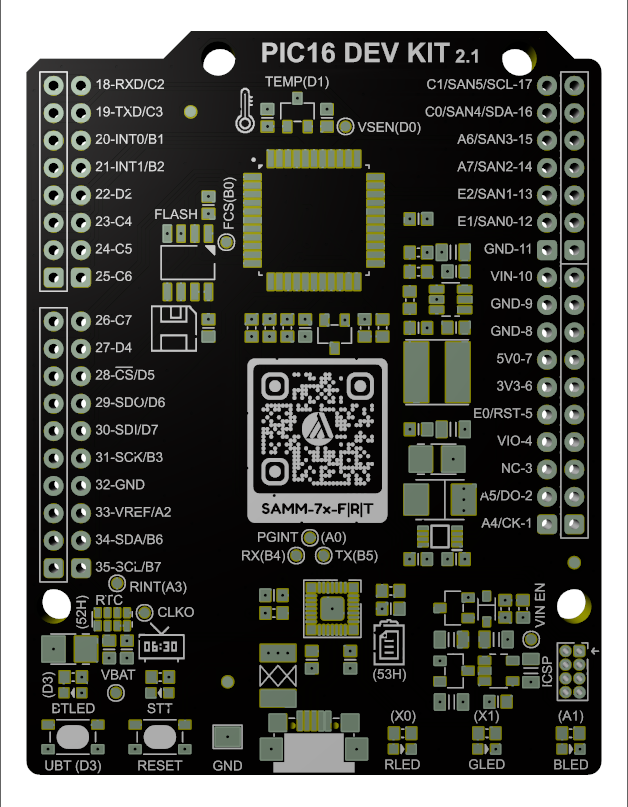 PIC16 DEV KIT 2.1
TEMP(D1)
VSEN(D0)
18-RXD/C2
19-TXD/C3
20-INT0/B1
21-INT1/B2
22-D2
23-C4
24-C5
25-C6
26-C7
27-D4
28-CS/D5
29-SDO/D6
30-SDI/D7
31-SCK/B3
32-GND
33-VREF/A2
34-SDA/B6
35-SCL/B7
C1/SAN5/SCL-17
C0/SAN4/SDA-16
A6/SAN3-15
A7/SAN2-14
E2/SAN1-13
E1/SAN0-12
GND-11
VIN-10
GND-9
GND-8
5V0-7
3V3-6
E0/RST-5
VIO-4
NC-3
A5/DO-2
A4/CK-1
FLASH
FCS(B0)
SAMM-7x-F|R|T
PGINT (A0)
RX(B4) TX(B5)
RINT(A3)
RTC
(52H)
CLKO
06:30
VBAT
(D3)
BTLED
STT
UBT (D3)
RESET
GND
(53H)
VIN EN
ICSP
(X0)
RLED
(X1)
GLED
(A1)
BLED